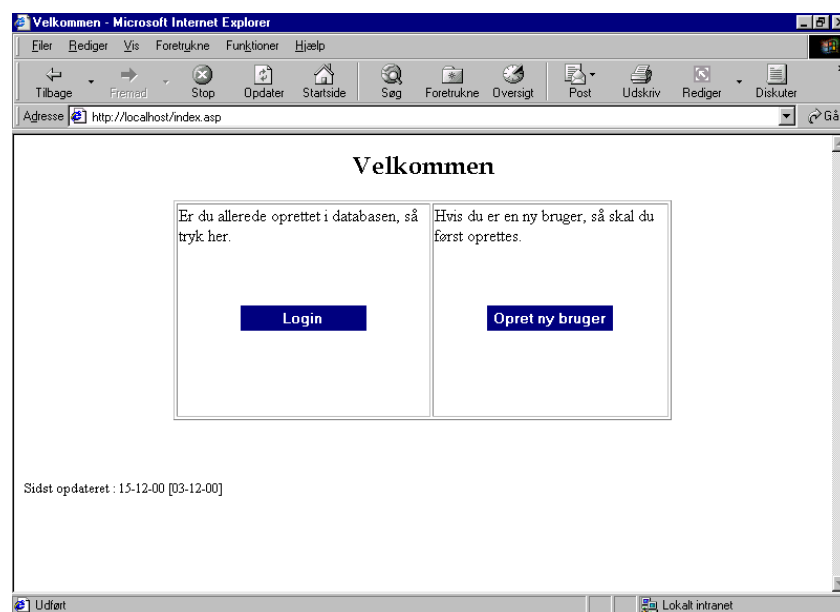 Velkommen - Microsoft Internet Explorer
Filer Rediger Vis Foretrukne Funktioner Hjælp
Tilbage Fremad Stop Opdater Startside Søg Foretrukne Oversigt Post Udskriv Rediger Diskuter
Adresse http://localhost/index.asp Gå
Velkommen
Er du allerede oprettet i databasen, så
tryk her.
Login
Hvis du er en ny bruger, så skal du
først oprettes.
Opret ny bruger
Sidst opdateret : 15-12-00 [03-12-00]
Udført Lokalt intranet